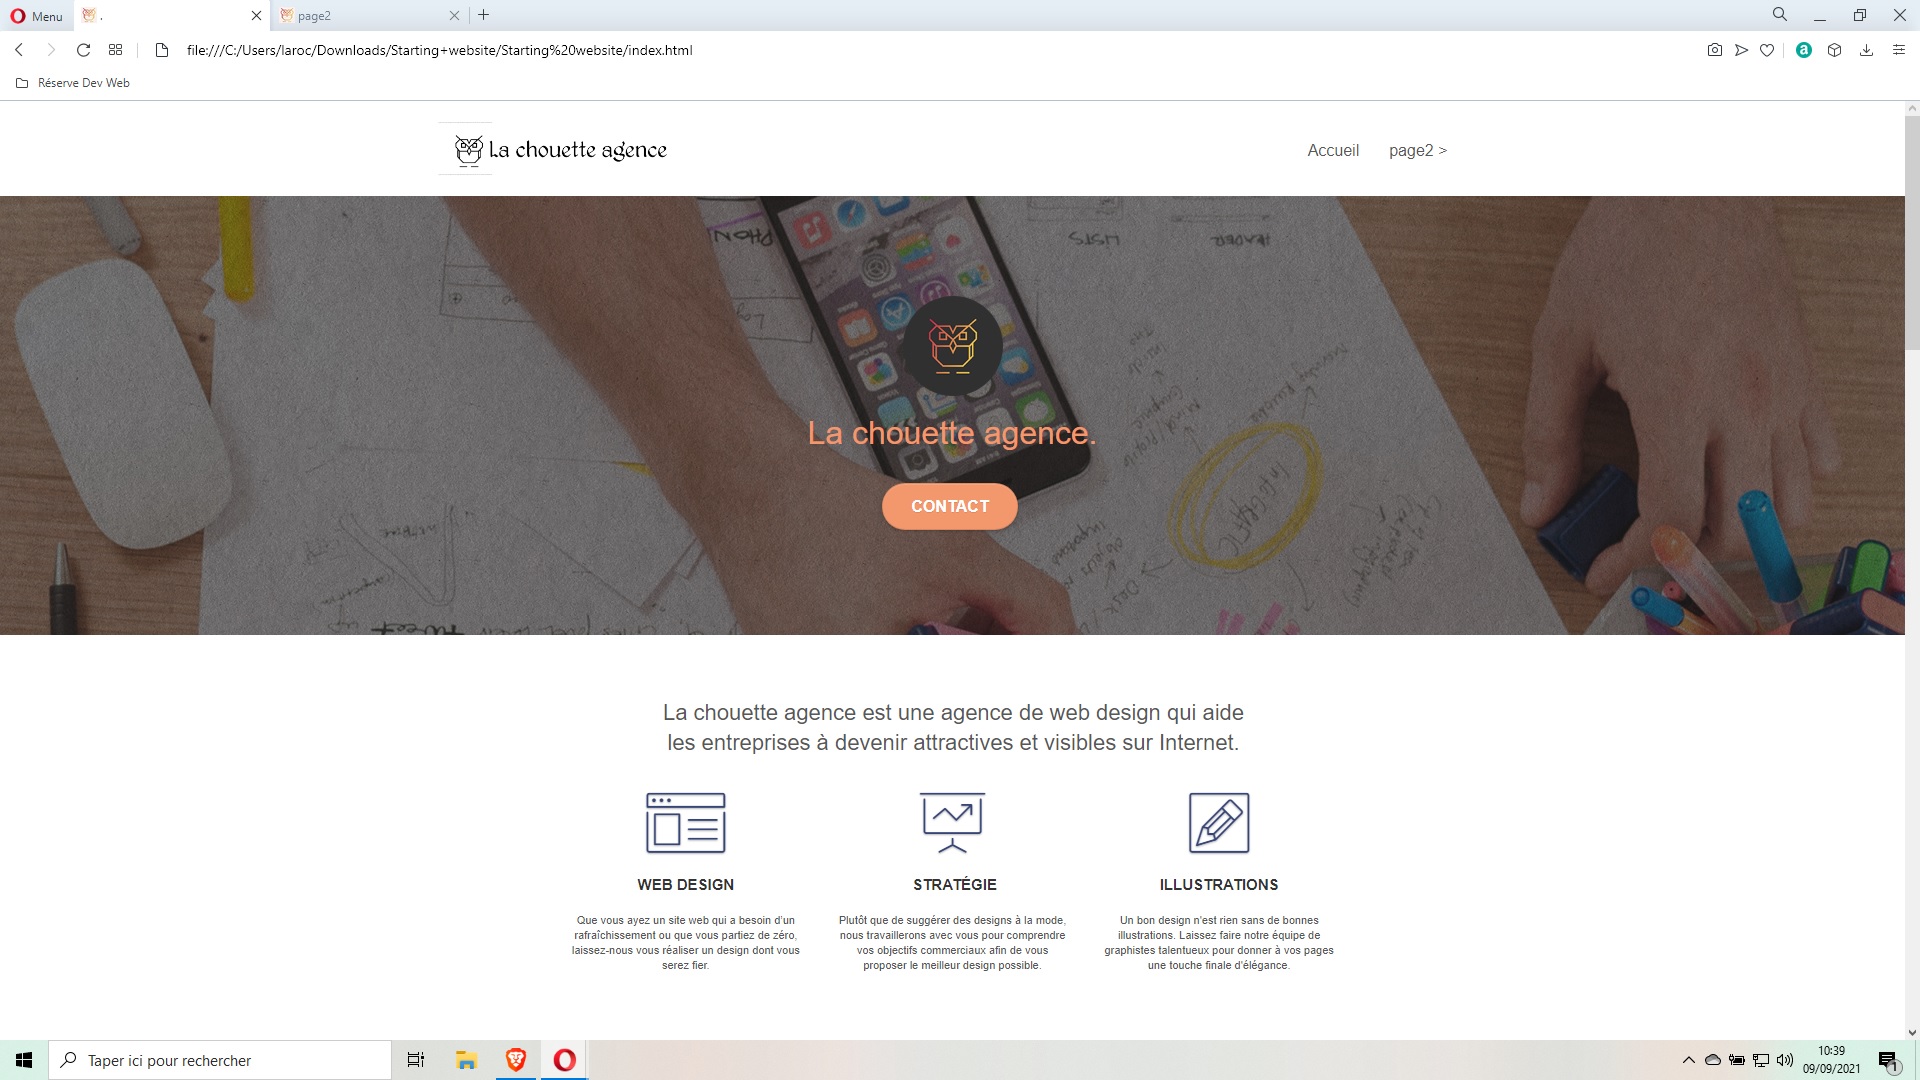 Menu
.
page2
file:///C:/Users/laroc/Downloads/Starting+website/Starting%20website/index.html
Réserve Dev Web
La chouette agence
Accueil
page2 >
La chouette agence.
CONTACT
La chouette agence est une agence de web design qui aide
les entreprises à devenir attractives et visibles sur Internet.
WEB DESIGN
Que vous ayez un site web qui a besoin d'un
rafraîchissement ou que vous partiez de zéro,
laissez-nous vous réaliser un design dont vous
serez fier.
STRATÉGIE
Plutôt que de suggérer des designs à la mode,
nous travaillerons avec vous pour comprendre
vos objectifs commerciaux afin de vous
proposer le meilleur design possible.
ILLUSTRATIONS
Un bon design n'est rien sans de bonnes
illustrations. Laissez faire notre équipe de
graphistes talentueux pour donner à vos pages
une touche finale d'élégance.
Taper ici pour rechercher
10:39
09/09/2021
1